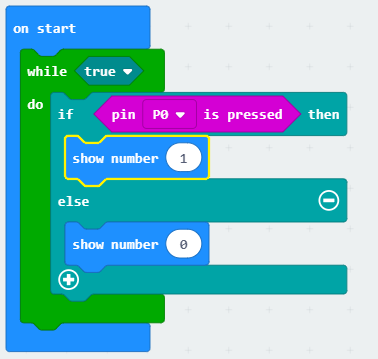 on start
while true
do
if pin P0 is pressed then
show number 1
else
show number 0